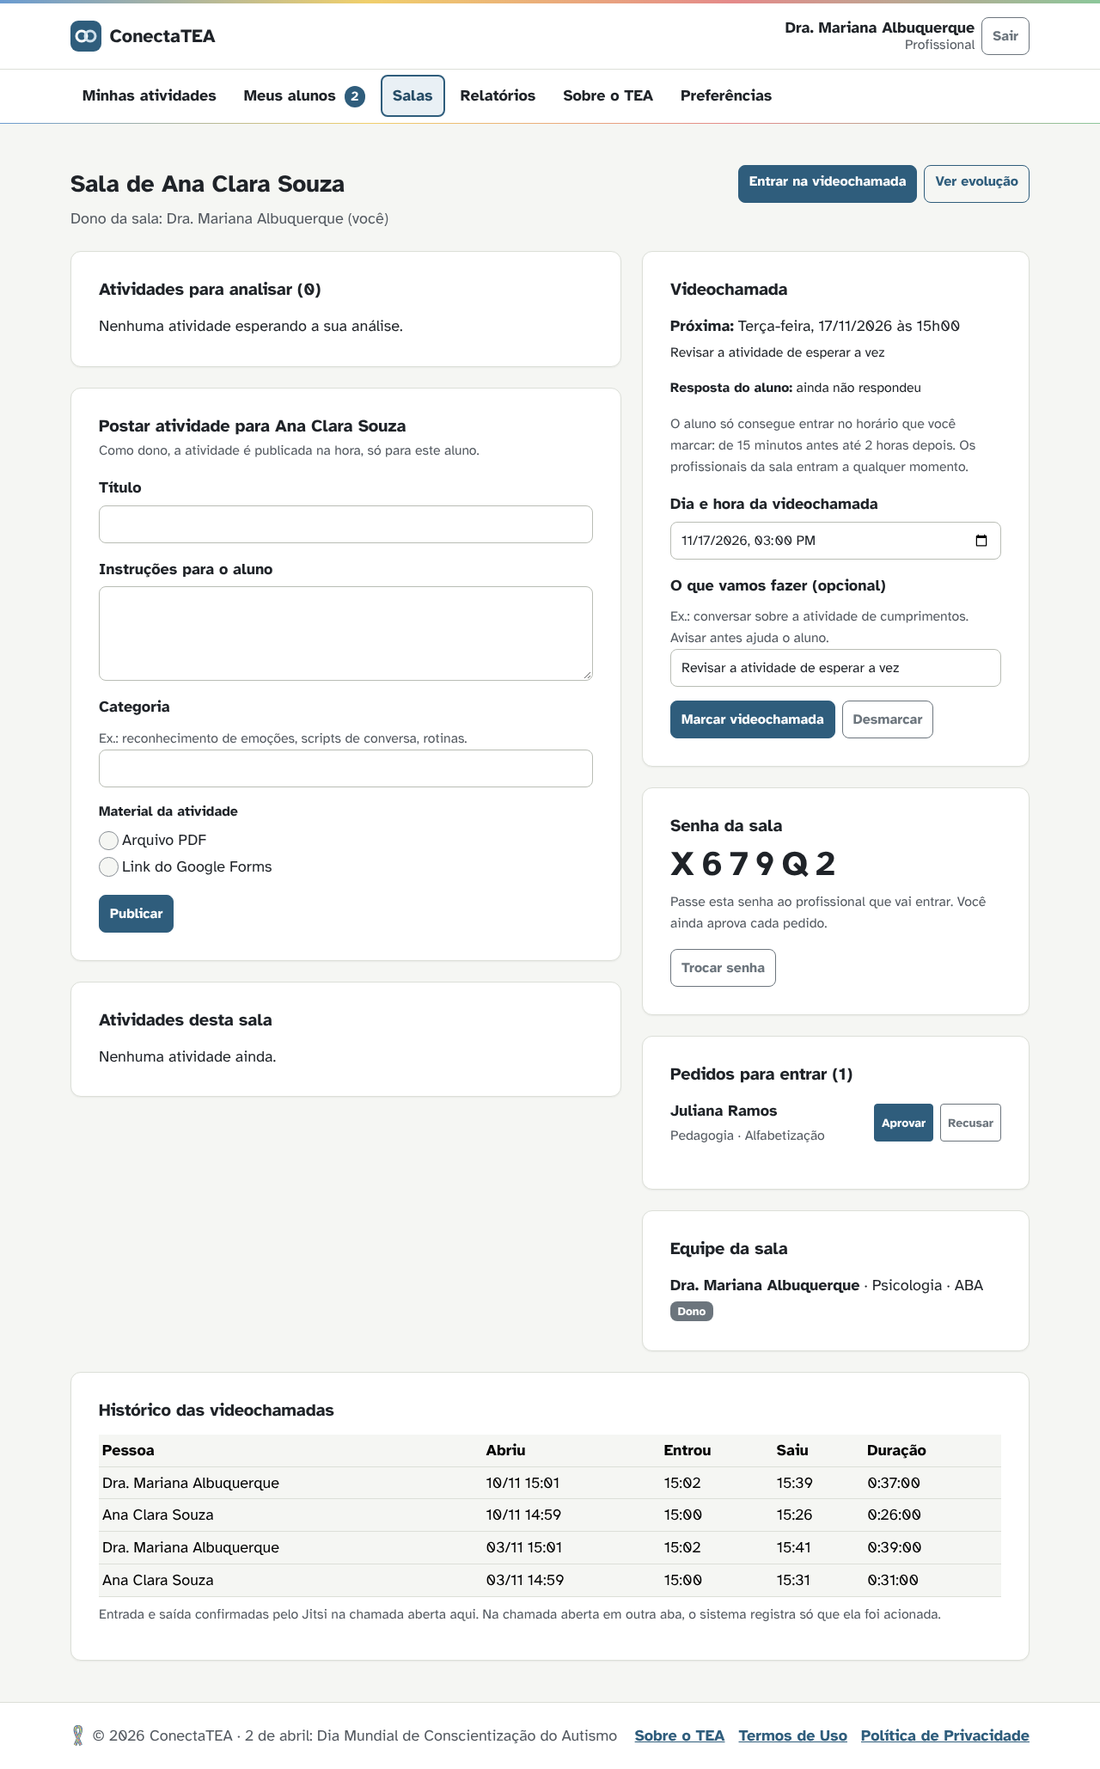 ConectaTEA
Dra. Mariana Albuquerque
Profissional
Sair
Minhas atividades
Meus alunos 2
Salas
Relatórios
Sobre o TEA
Preferências
Sala de Ana Clara Souza
Dono da sala: Dra. Mariana Albuquerque (você)
Entrar na videochamada
Ver evolução
Atividades para analisar (0)
Nenhuma atividade esperando a sua análise.
Postar atividade para Ana Clara Souza
Como dono, a atividade é publicada na hora, só para este aluno.
Título
Instruções para o aluno
Categoria
Ex.: reconhecimento de emoções, scripts de conversa, rotinas.
Material da atividade
Arquivo PDF
Link do Google Forms
Publicar
Atividades desta sala
Nenhuma atividade ainda.
Videochamada
Próxima: Terça-feira, 17/11/2026 às 15h00
Revisar a atividade de esperar a vez
Resposta do aluno: ainda não respondeu
O aluno só consegue entrar no horário que você
marcar: de 15 minutos antes até 2 horas depois. Os
profissionais da sala entram a qualquer momento.
Dia e hora da videochamada
11/17/2026, 03:00 PM
O que vamos fazer (opcional)
Ex.: conversar sobre a atividade de cumprimentos.
Avisar antes ajuda o aluno.
Revisar a atividade de esperar a vez
Marcar videochamada
Desmarcar
Senha da sala
X679Q2
Passe esta senha ao profissional que vai entrar. Você
ainda aprova cada pedido.
Trocar senha
Pedidos para entrar (1)
Juliana Ramos
Pedagogia · Alfabetização
Aprovar
Recusar
Equipe da sala
Dra. Mariana Albuquerque · Psicologia · ABA
Dono
Histórico das videochamadas
Pessoa Abriu Entrou Saiu Duração
Dra. Mariana Albuquerque 10/11 15:01 15:02 15:39 0:37:00
Ana Clara Souza 10/11 14:59 15:00 15:26 0:26:00
Dra. Mariana Albuquerque 03/11 15:01 15:02 15:41 0:39:00
Ana Clara Souza 03/11 14:59 15:00 15:31 0:31:00
Entrada e saída confirmadas pelo Jitsi na chamada aberta aqui. Na chamada aberta em outra aba, o sistema registra só que ela foi acionada.
© 2026 ConectaTEA · 2 de abril: Dia Mundial de Conscientização do Autismo
Sobre o TEA
Termos de Uso
Política de Privacidade